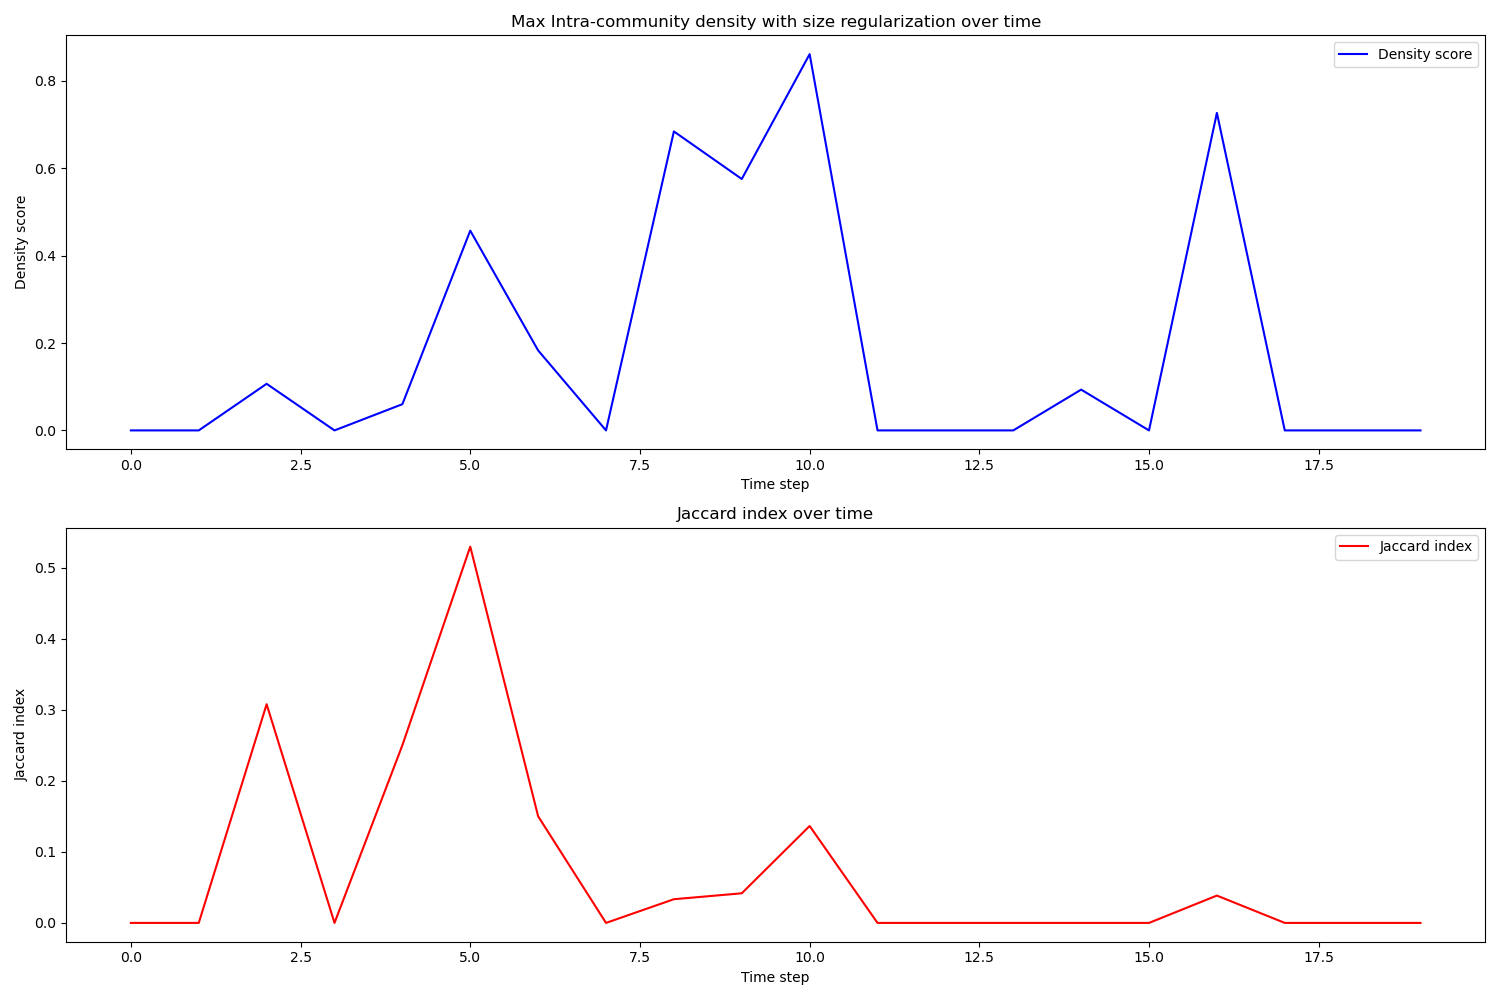 Max Intra-community density with size regularization over time
Density score
0.8
0.6
0.4
0.2
0.0
Density score
0.0 2.5 5.0 7.5 10.0 12.5 15.0 17.5
Time step
Jaccard index over time
Jaccard index
0.5
0.4
0.3
0.2
0.1
0.0
Jaccard index
0.0 2.5 5.0 7.5 10.0 12.5 15.0 17.5
Time step